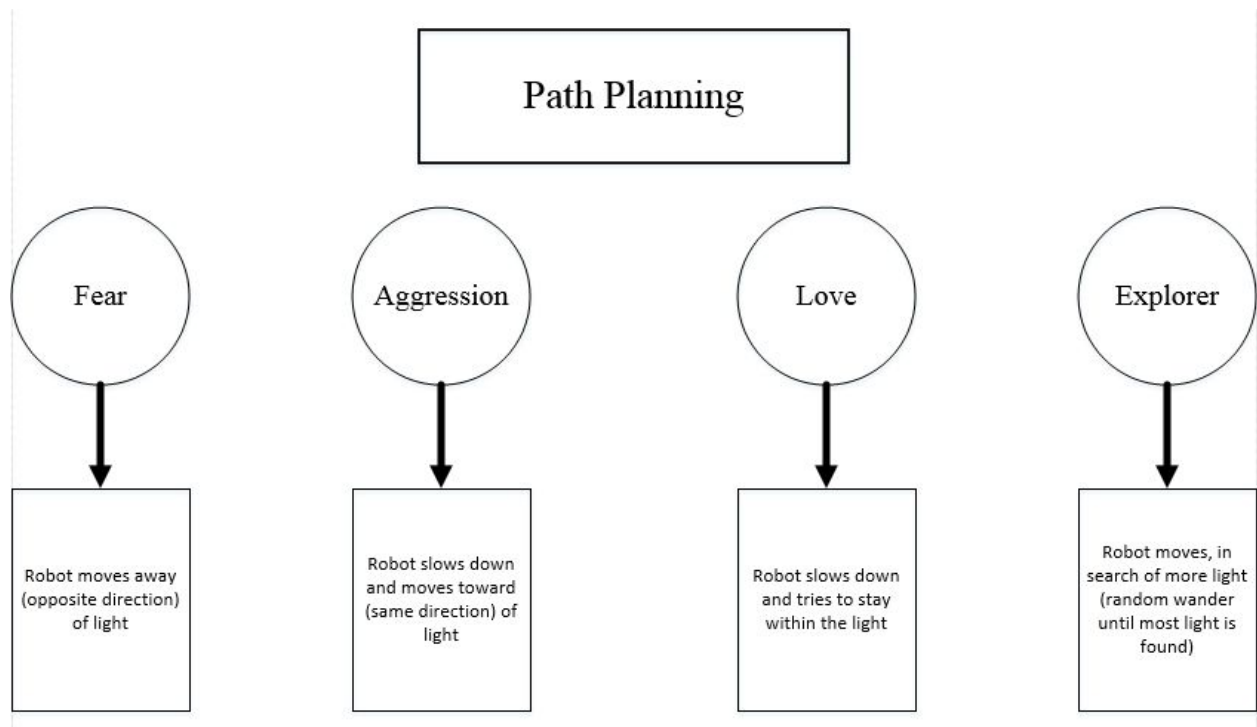 Path Planning
Fear
Aggression
Love
Explorer
Robot moves away
(opposite direction)
of light
Robot slows down
and moves toward
(same direction) of
light
Robot slows down
and tries to stay
within the light
Robot moves, in
search of more light
(random wander
until most light is
found)